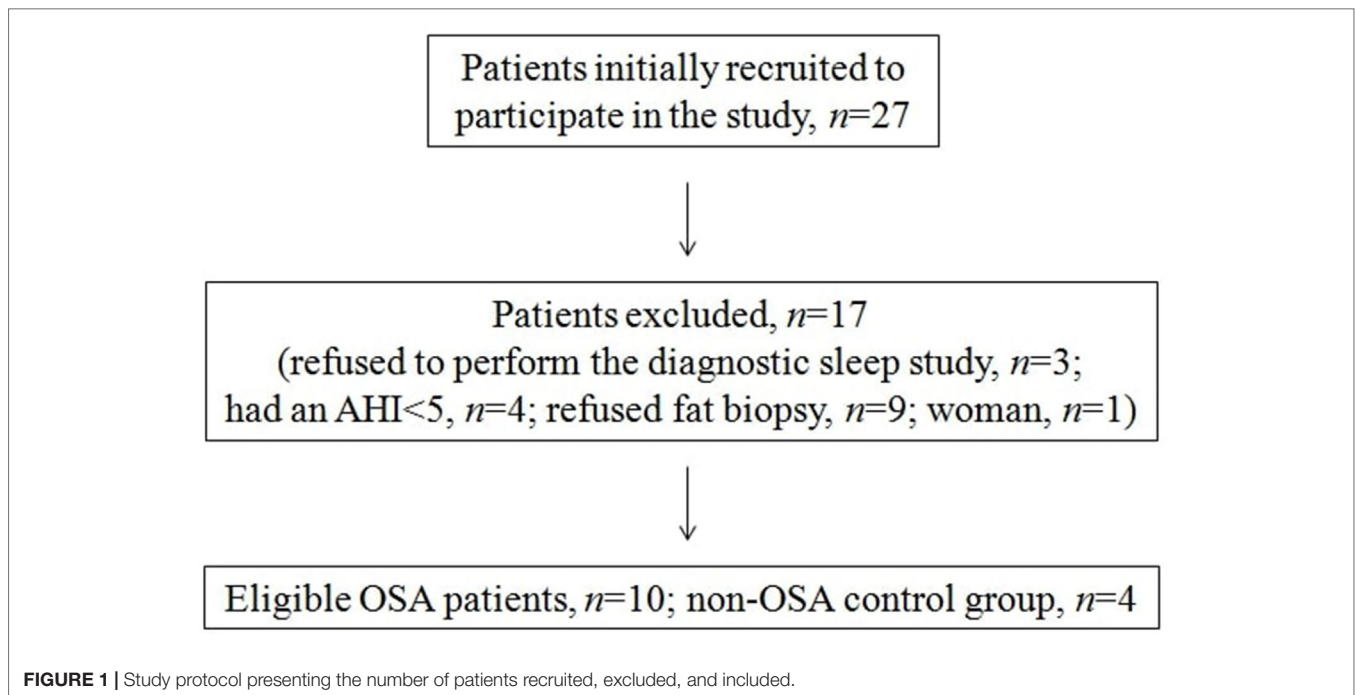 Patients initially recruited to
participate in the study, n=27
Patients excluded, n=17
(refused to perform the diagnostic sleep study, n=3;
had an AHI<5, n=4; refused fat biopsy, n=9; woman, n=1)
Eligible OSA patients, n=10; non-OSA control group, n=4
FIGURE 1 | Study protocol presenting the number of patients recruited, excluded, and included.